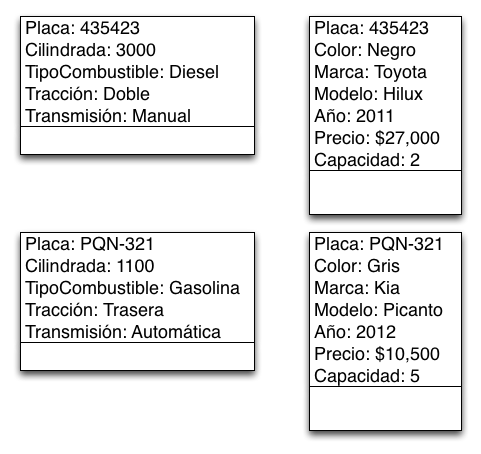 Placa: 435423
Cilindrada: 3000
TipoCombustible: Diesel
Tracción: Doble
Transmisión: Manual
Placa: 435423
Color: Negro
Marca: Toyota
Modelo: Hilux
Año: 2011
Precio: $27,000
Capacidad: 2
Placa: PQN-321
Cilindrada: 1100
TipoCombustible: Gasolina
Tracción: Trasera
Transmisión: Automática
Placa: PQN-321
Color: Gris
Marca: Kia
Modelo: Picanto
Año: 2012
Precio: $10,500
Capacidad: 5